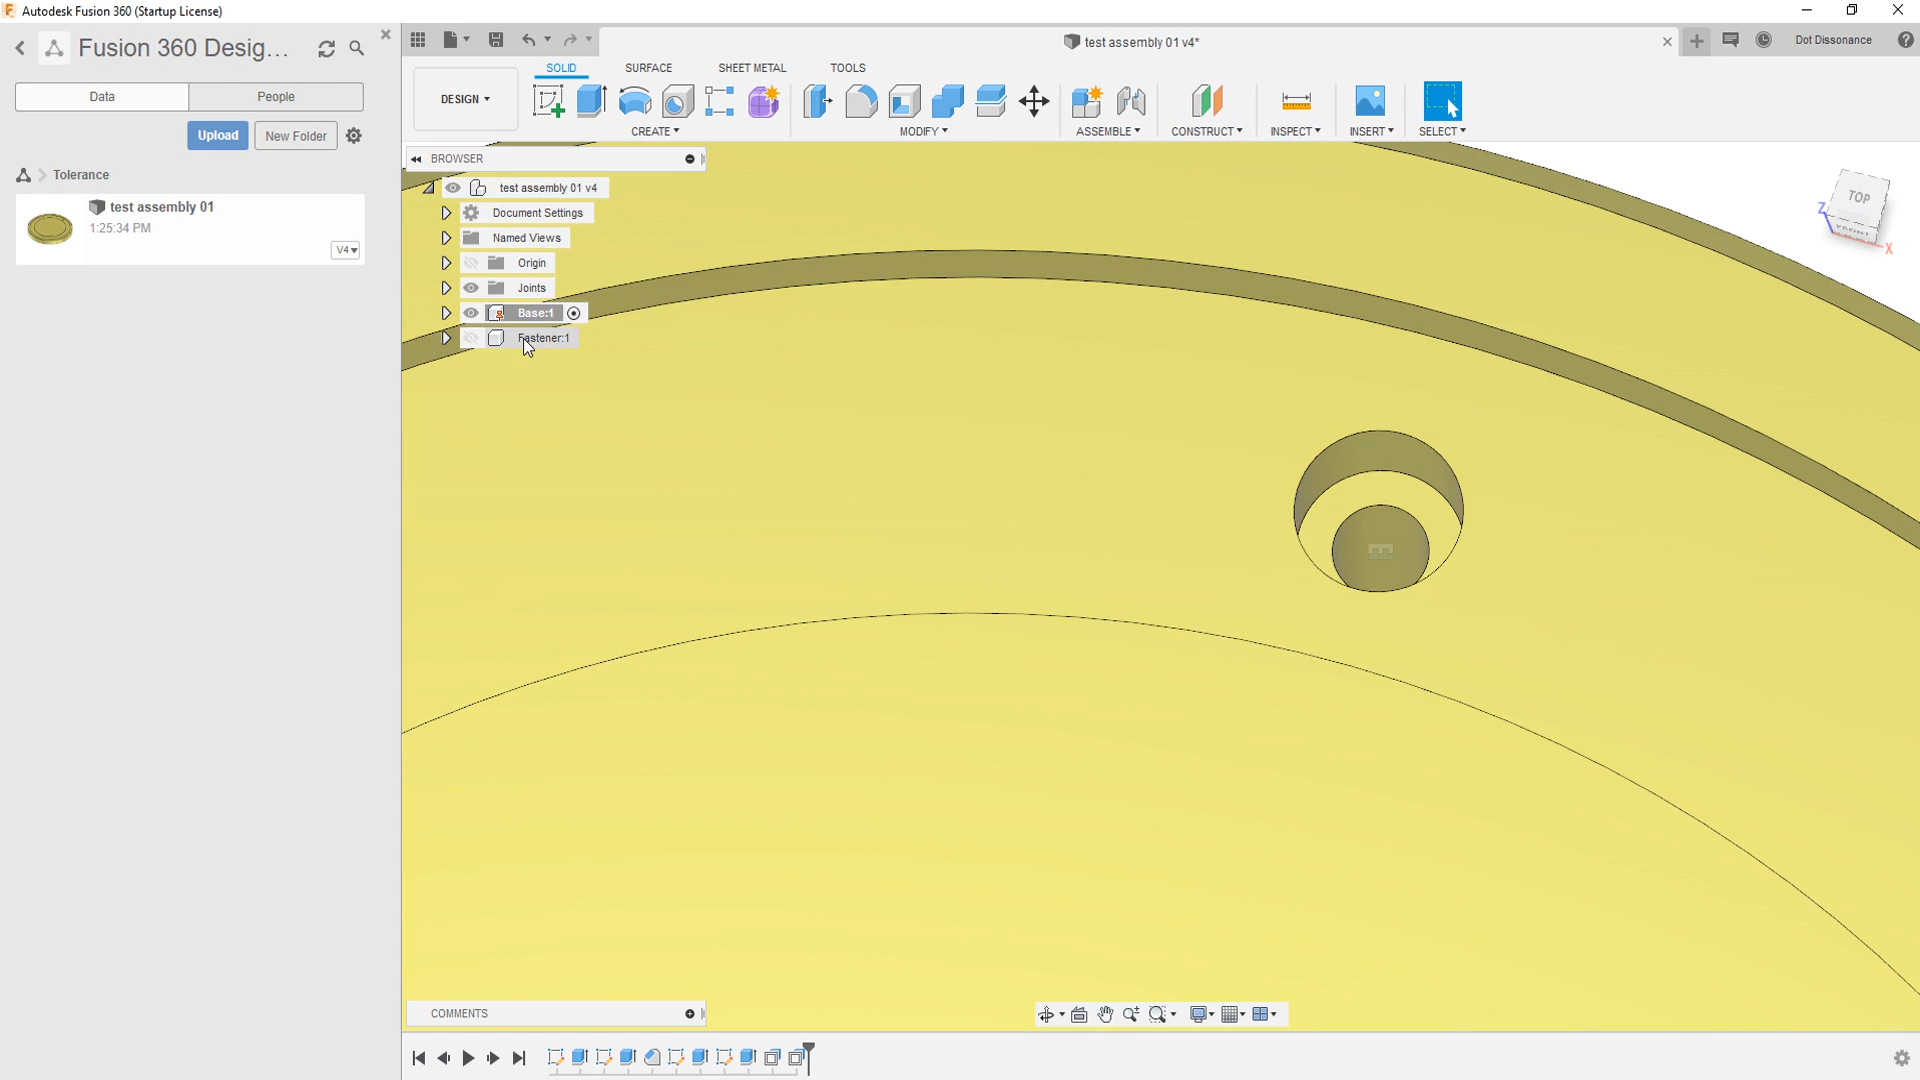 Autodesk Fusion 360 (Startup License)
Fusion 360 Desig...
test assembly 01 v4*
Dot Dissonance
Data
People
Upload
New Folder
Tolerance
test assembly 01
1:25:34 PM
V4
DESIGN
SOLID
SURFACE
SHEET METAL
TOOLS
CREATE
MODIFY
ASSEMBLE
CONSTRUCT
INSPECT
INSERT
SELECT
BROWSER
test assembly 01 v4
Document Settings
Named Views
Origin
Joints
Base:1
Fastener:1
TOP
FRONT
Z
X
COMMENTS